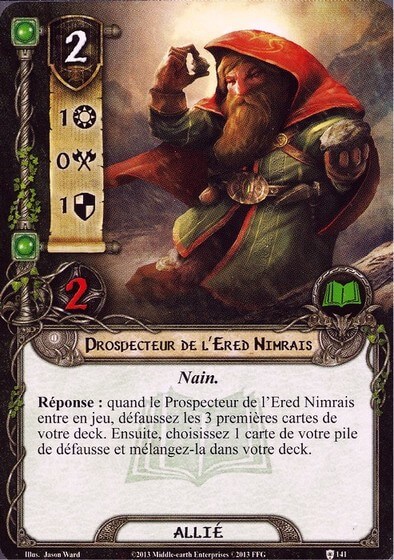 2
1
0
1
2
Prospecteur de l'Ered Nimrais
Nain.
Réponse : quand le Prospecteur de l'Ered Nimrais
entre en jeu, défaussez les 3 premières cartes de
votre deck. Ensuite, choisissez 1 carte de votre pile
de défausse et mélangez-la dans votre deck.
ALLIÉ
Illus. Jason Ward ©2013 Middle-earth Enterprises ©2013 FFG 141